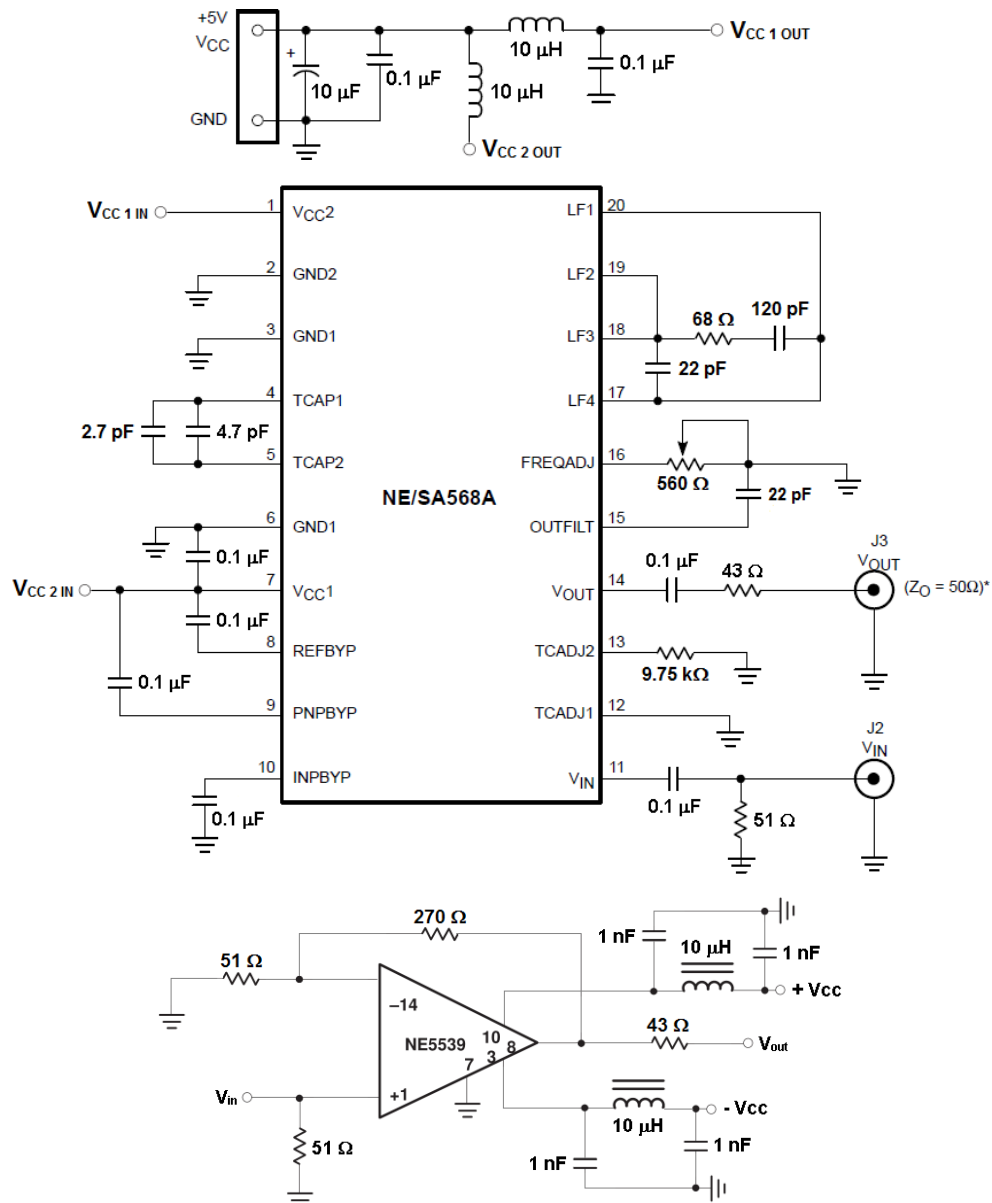 +5V
VCC
GND
+
10 µF
0.1 µF
10 µH
10 µH
0.1 µF
VCC 1 OUT
VCC 2 OUT
VCC 1 IN
1
VCC2
2
GND2
3
GND1
4
TCAP1
2.7 pF
4.7 pF
5
TCAP2
6
GND1
0.1 µF
VCC 2 IN
7
VCC1
0.1 µF
8
REFBYP
0.1 µF
9
PNPBYP
10
INPBYP
0.1 µF
NE/SA568A
LF1
20
LF2
19
120 pF
68 Ω
LF3
18
22 pF
LF4
17
FREQADJ
16
560 Ω
22 pF
OUTFILT
15
J3
VOUT
(ZO = 50Ω)*
0.1 µF
43 Ω
VOUT
14
TCADJ2
13
9.75 kΩ
TCADJ1
12
J2
VIN
VIN
11
0.1 µF
51 Ω
270 Ω
51 Ω
1 nF
10 µH
1 nF
+ Vcc
–14
10
43 Ω
Vout
NE5539
3
8
7
+1
Vin
51 Ω
- Vcc
10 µH
1 nF
1 nF